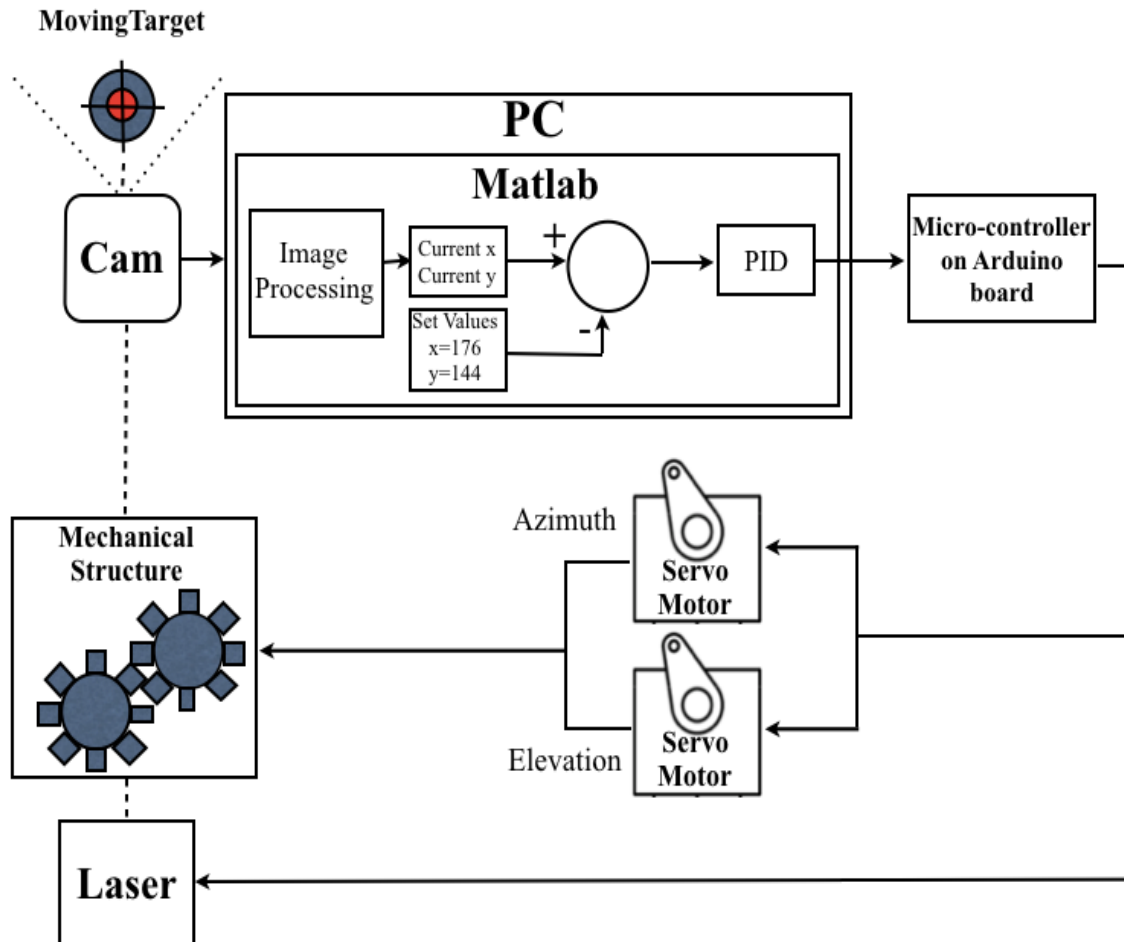 MovingTarget
PC
Matlab
Cam
Image
Processing
Current x
Current y
+
Set Values
x=176
y=144
-
PID
Micro-controller
on Arduino
board
Mechanical
Structure
Azimuth
Servo
Motor
Elevation
Servo
Motor
Laser